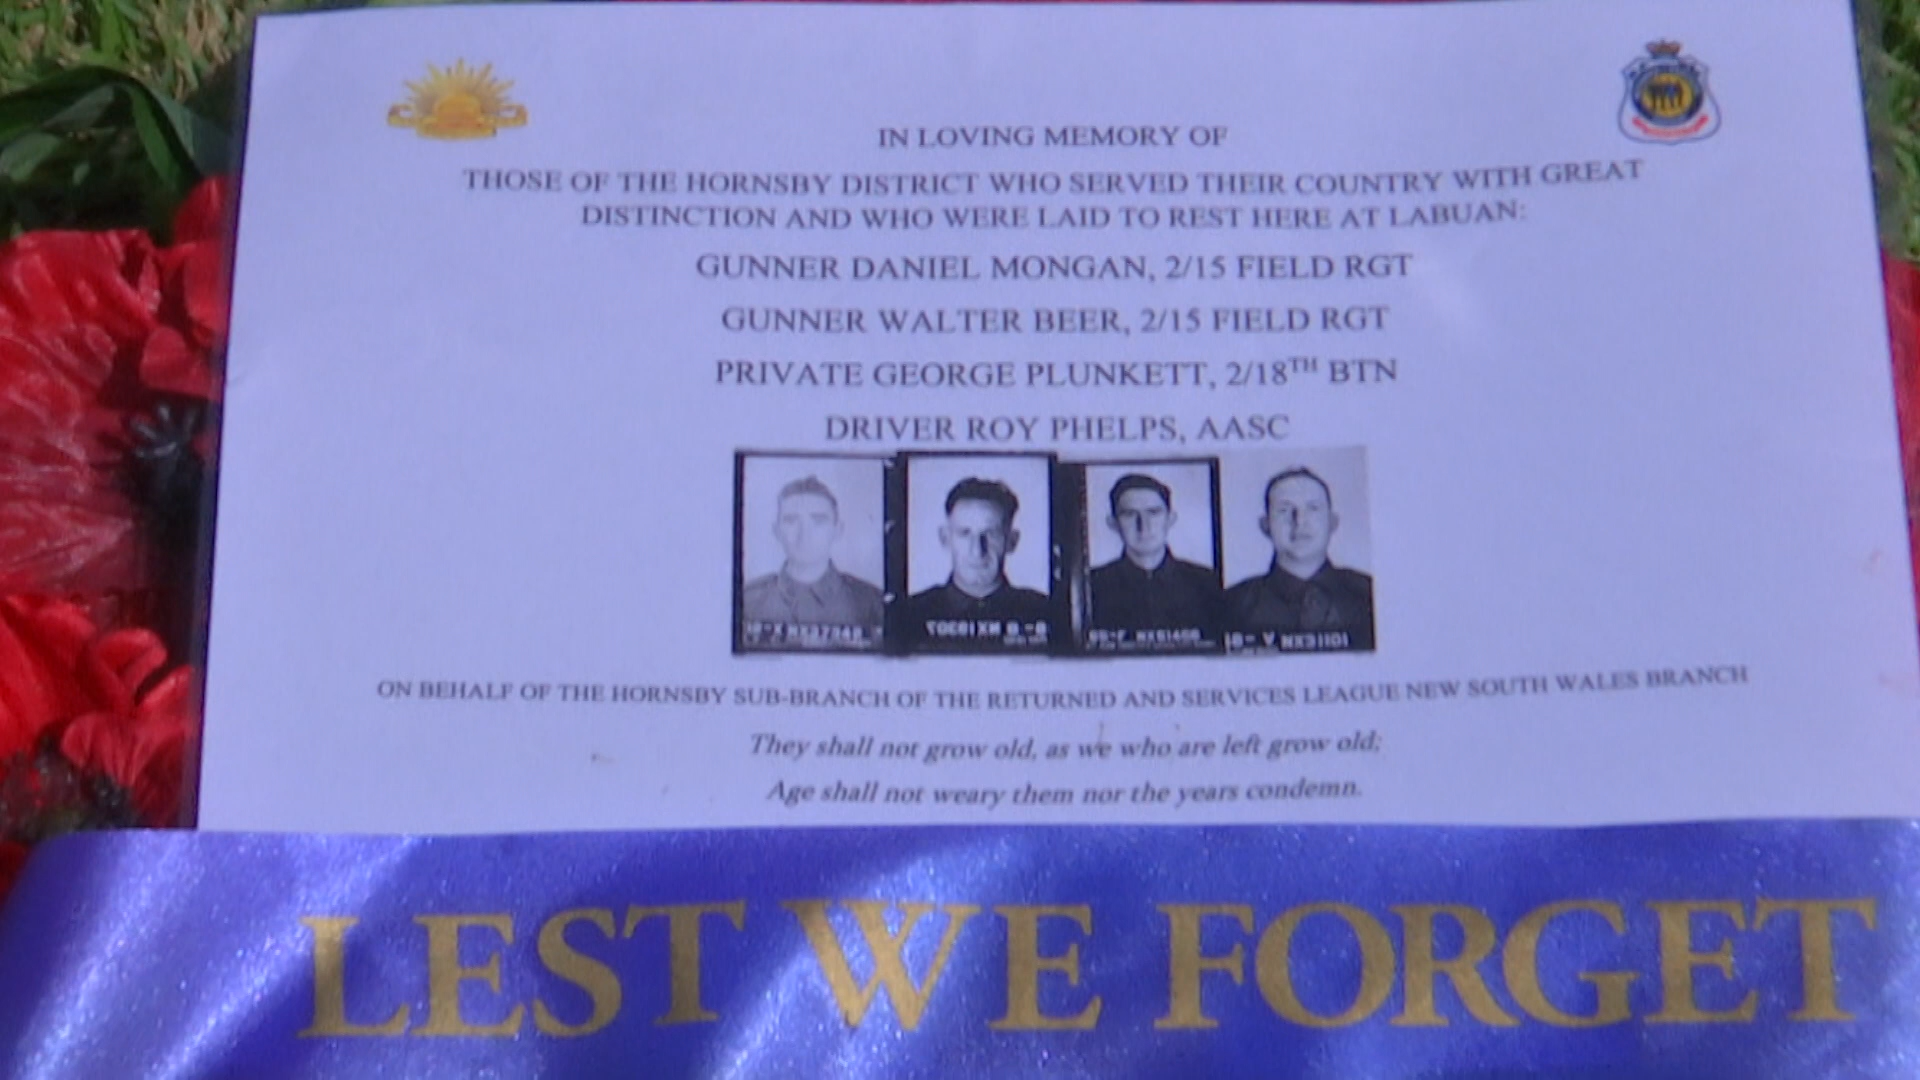 IN LOVING MEMORY OF
THOSE OF THE HORNSBY DISTRICT WHO SERVED THEIR COUNTRY WITH GREAT
DISTINCTION AND WHO WERE LAID TO REST HERE AT LABUAN:
GUNNER DANIEL MONGAN, 2/15 FIELD RGT
GUNNER WALTER BEER, 2/15 FIELD RGT
PRIVATE GEORGE PLUNKETT, 2/18TH BTN
DRIVER ROY PHELPS, AASC
ON BEHALF OF THE HORNSBY SUB-BRANCH OF THE RETURNED AND SERVICES LEAGUE NEW SOUTH WALES BRANCH
They shall not grow old, as we who are left grow old;
Age shall not weary them nor the years condemn.
LEST WE FORGET